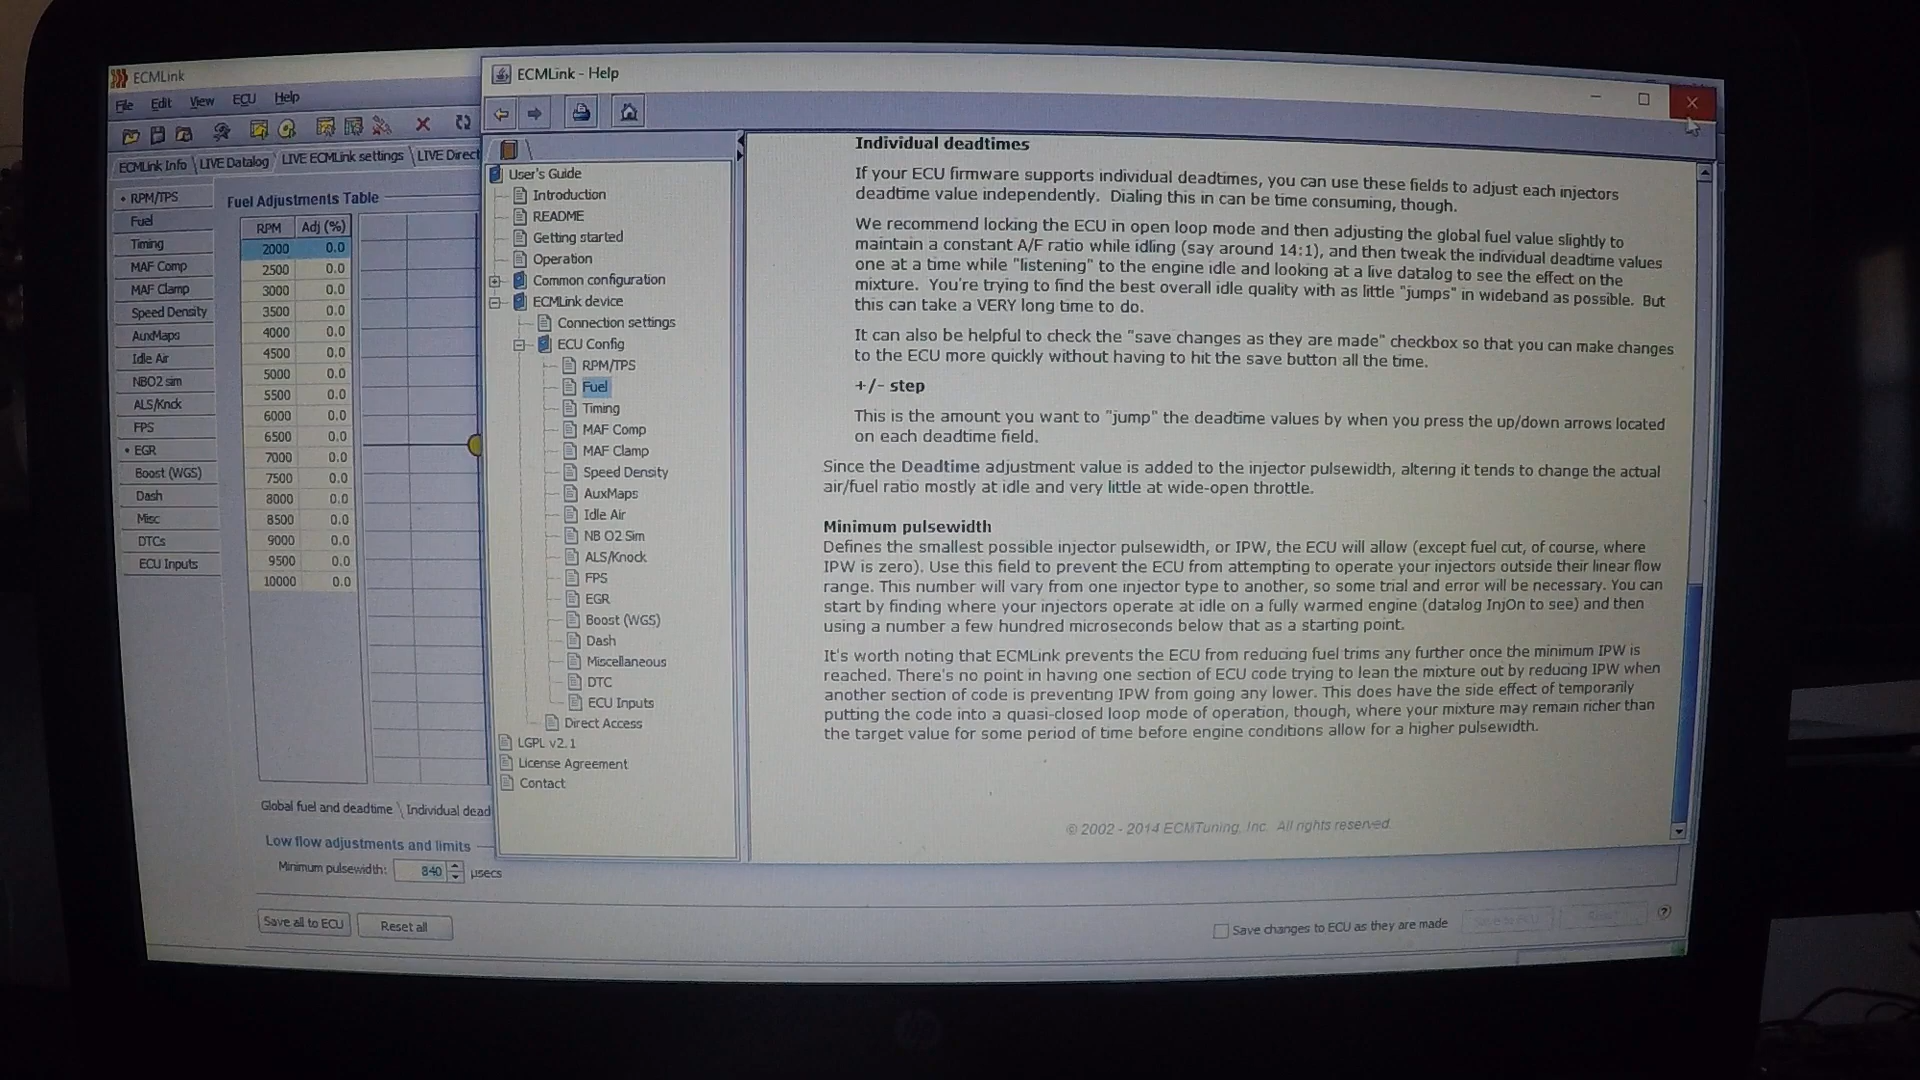 ECMLink
File Edit View ECU Help
ECMLink Info LIVE Datalog LIVE ECMLink settings LIVE Direct
RPM/TPS
Fuel
Timing
MAF Comp
MAF Clamp
Speed Density
AuxMaps
Idle Air
NBO2 sim
ALS/Knck
FPS
EGR
Boost (WGS)
Dash
Misc
DTCs
ECU Inputs
Fuel Adjustments Table
RPM Adj (%)
2000 0.0
2500 0.0
3000 0.0
3500 0.0
4000 0.0
4500 0.0
5000 0.0
5500 0.0
6000 0.0
6500 0.0
7000 0.0
7500 0.0
8000 0.0
8500 0.0
9000 0.0
9500 0.0
10000 0.0
Global fuel and deadtime Individual dead
Low flow adjustments and limits
Minimum pulsewidth: 840 µsecs
Save all to ECU Reset all
Save changes to ECU as they are made
ECMLink - Help
User's Guide
Introduction
README
Getting started
Operation
Common configuration
ECMLink device
Connection settings
ECU Config
RPM/TPS
Fuel
Timing
MAF Comp
MAF Clamp
Speed Density
AuxMaps
Idle Air
NB O2 Sim
ALS/Knock
FPS
EGR
Boost (WGS)
Dash
Miscellaneous
DTC
ECU Inputs
Direct Access
LGPL v2.1
License Agreement
Contact
Individual deadtimes
If your ECU firmware supports individual deadtimes, you can use these fields to adjust each injectors
deadtime value independently. Dialing this in can be time consuming, though.
We recommend locking the ECU in open loop mode and then adjusting the global fuel value slightly to
maintain a constant A/F ratio while idling (say around 14:1), and then tweak the individual deadtime values
one at a time while "listening" to the engine idle and looking at a live datalog to see the effect on the
mixture. You're trying to find the best overall idle quality with as little "jumps" in wideband as possible. But
this can take a VERY long time to do.
It can also be helpful to check the "save changes as they are made" checkbox so that you can make changes
to the ECU more quickly without having to hit the save button all the time.
+/- step
This is the amount you want to "jump" the deadtime values by when you press the up/down arrows located
on each deadtime field.
Since the Deadtime adjustment value is added to the injector pulsewidth, altering it tends to change the actual
air/fuel ratio mostly at idle and very little at wide-open throttle.
Minimum pulsewidth
Defines the smallest possible injector pulsewidth, or IPW, the ECU will allow (except fuel cut, of course, where
IPW is zero). Use this field to prevent the ECU from attempting to operate your injectors outside their linear flow
range. This number will vary from one injector type to another, so some trial and error will be necessary. You can
start by finding where your injectors operate at idle on a fully warmed engine (datalog InjOn to see) and then
using a number a few hundred microseconds below that as a starting point.
It's worth noting that ECMLink prevents the ECU from reducing fuel trims any further once the minimum IPW is
reached. There's no point in having one section of ECU code trying to lean the mixture out by reducing IPW when
another section of code is preventing IPW from going any lower. This does have the side effect of temporarily
putting the code into a quasi-closed loop mode of operation, though, where your mixture may remain richer than
the target value for some period of time before engine conditions allow for a higher pulsewidth.
© 2002 - 2014 ECMTuning, Inc. All rights reserved.